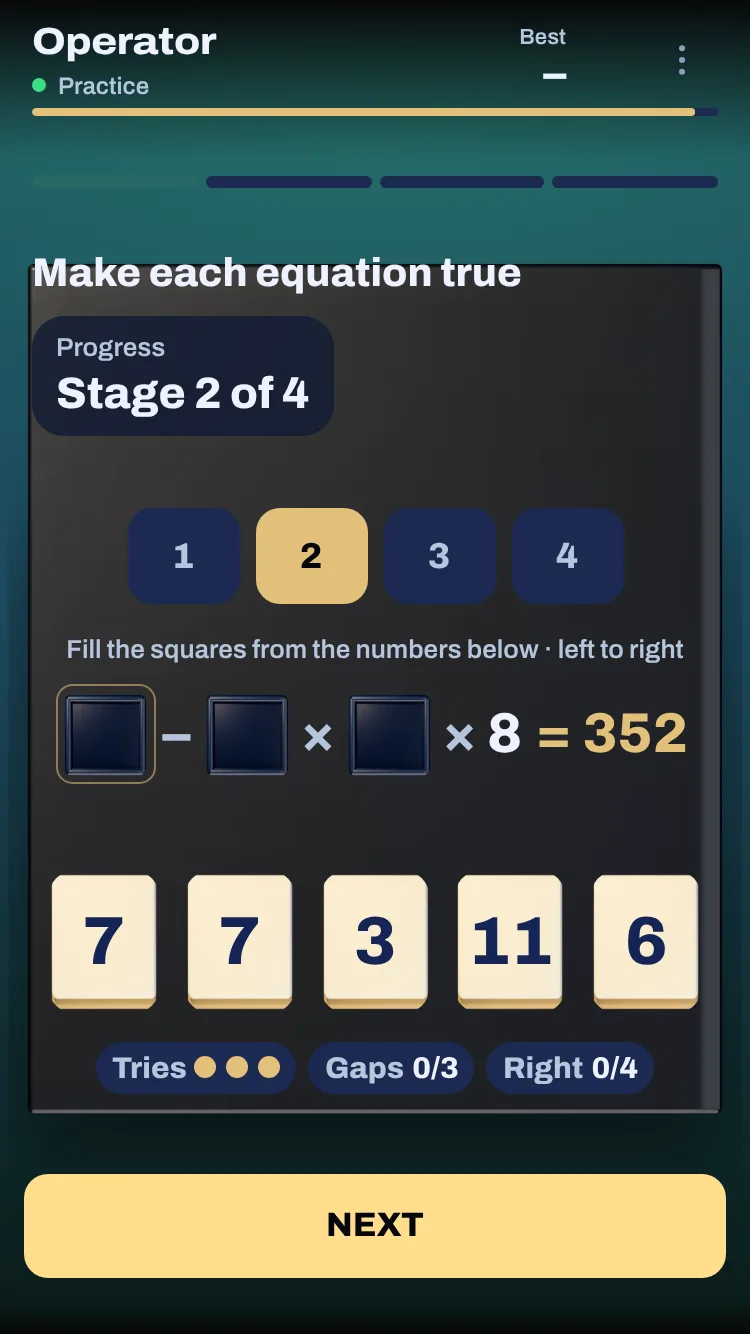 Operator
Best
Practice
–
Make each equation true
Progress
Stage 2 of 4
1 2 3 4
Fill the squares from the numbers below · left to right
– × × 8 = 352
7 7 3 11 6
Tries Gaps 0/3 Right 0/4
NEXT